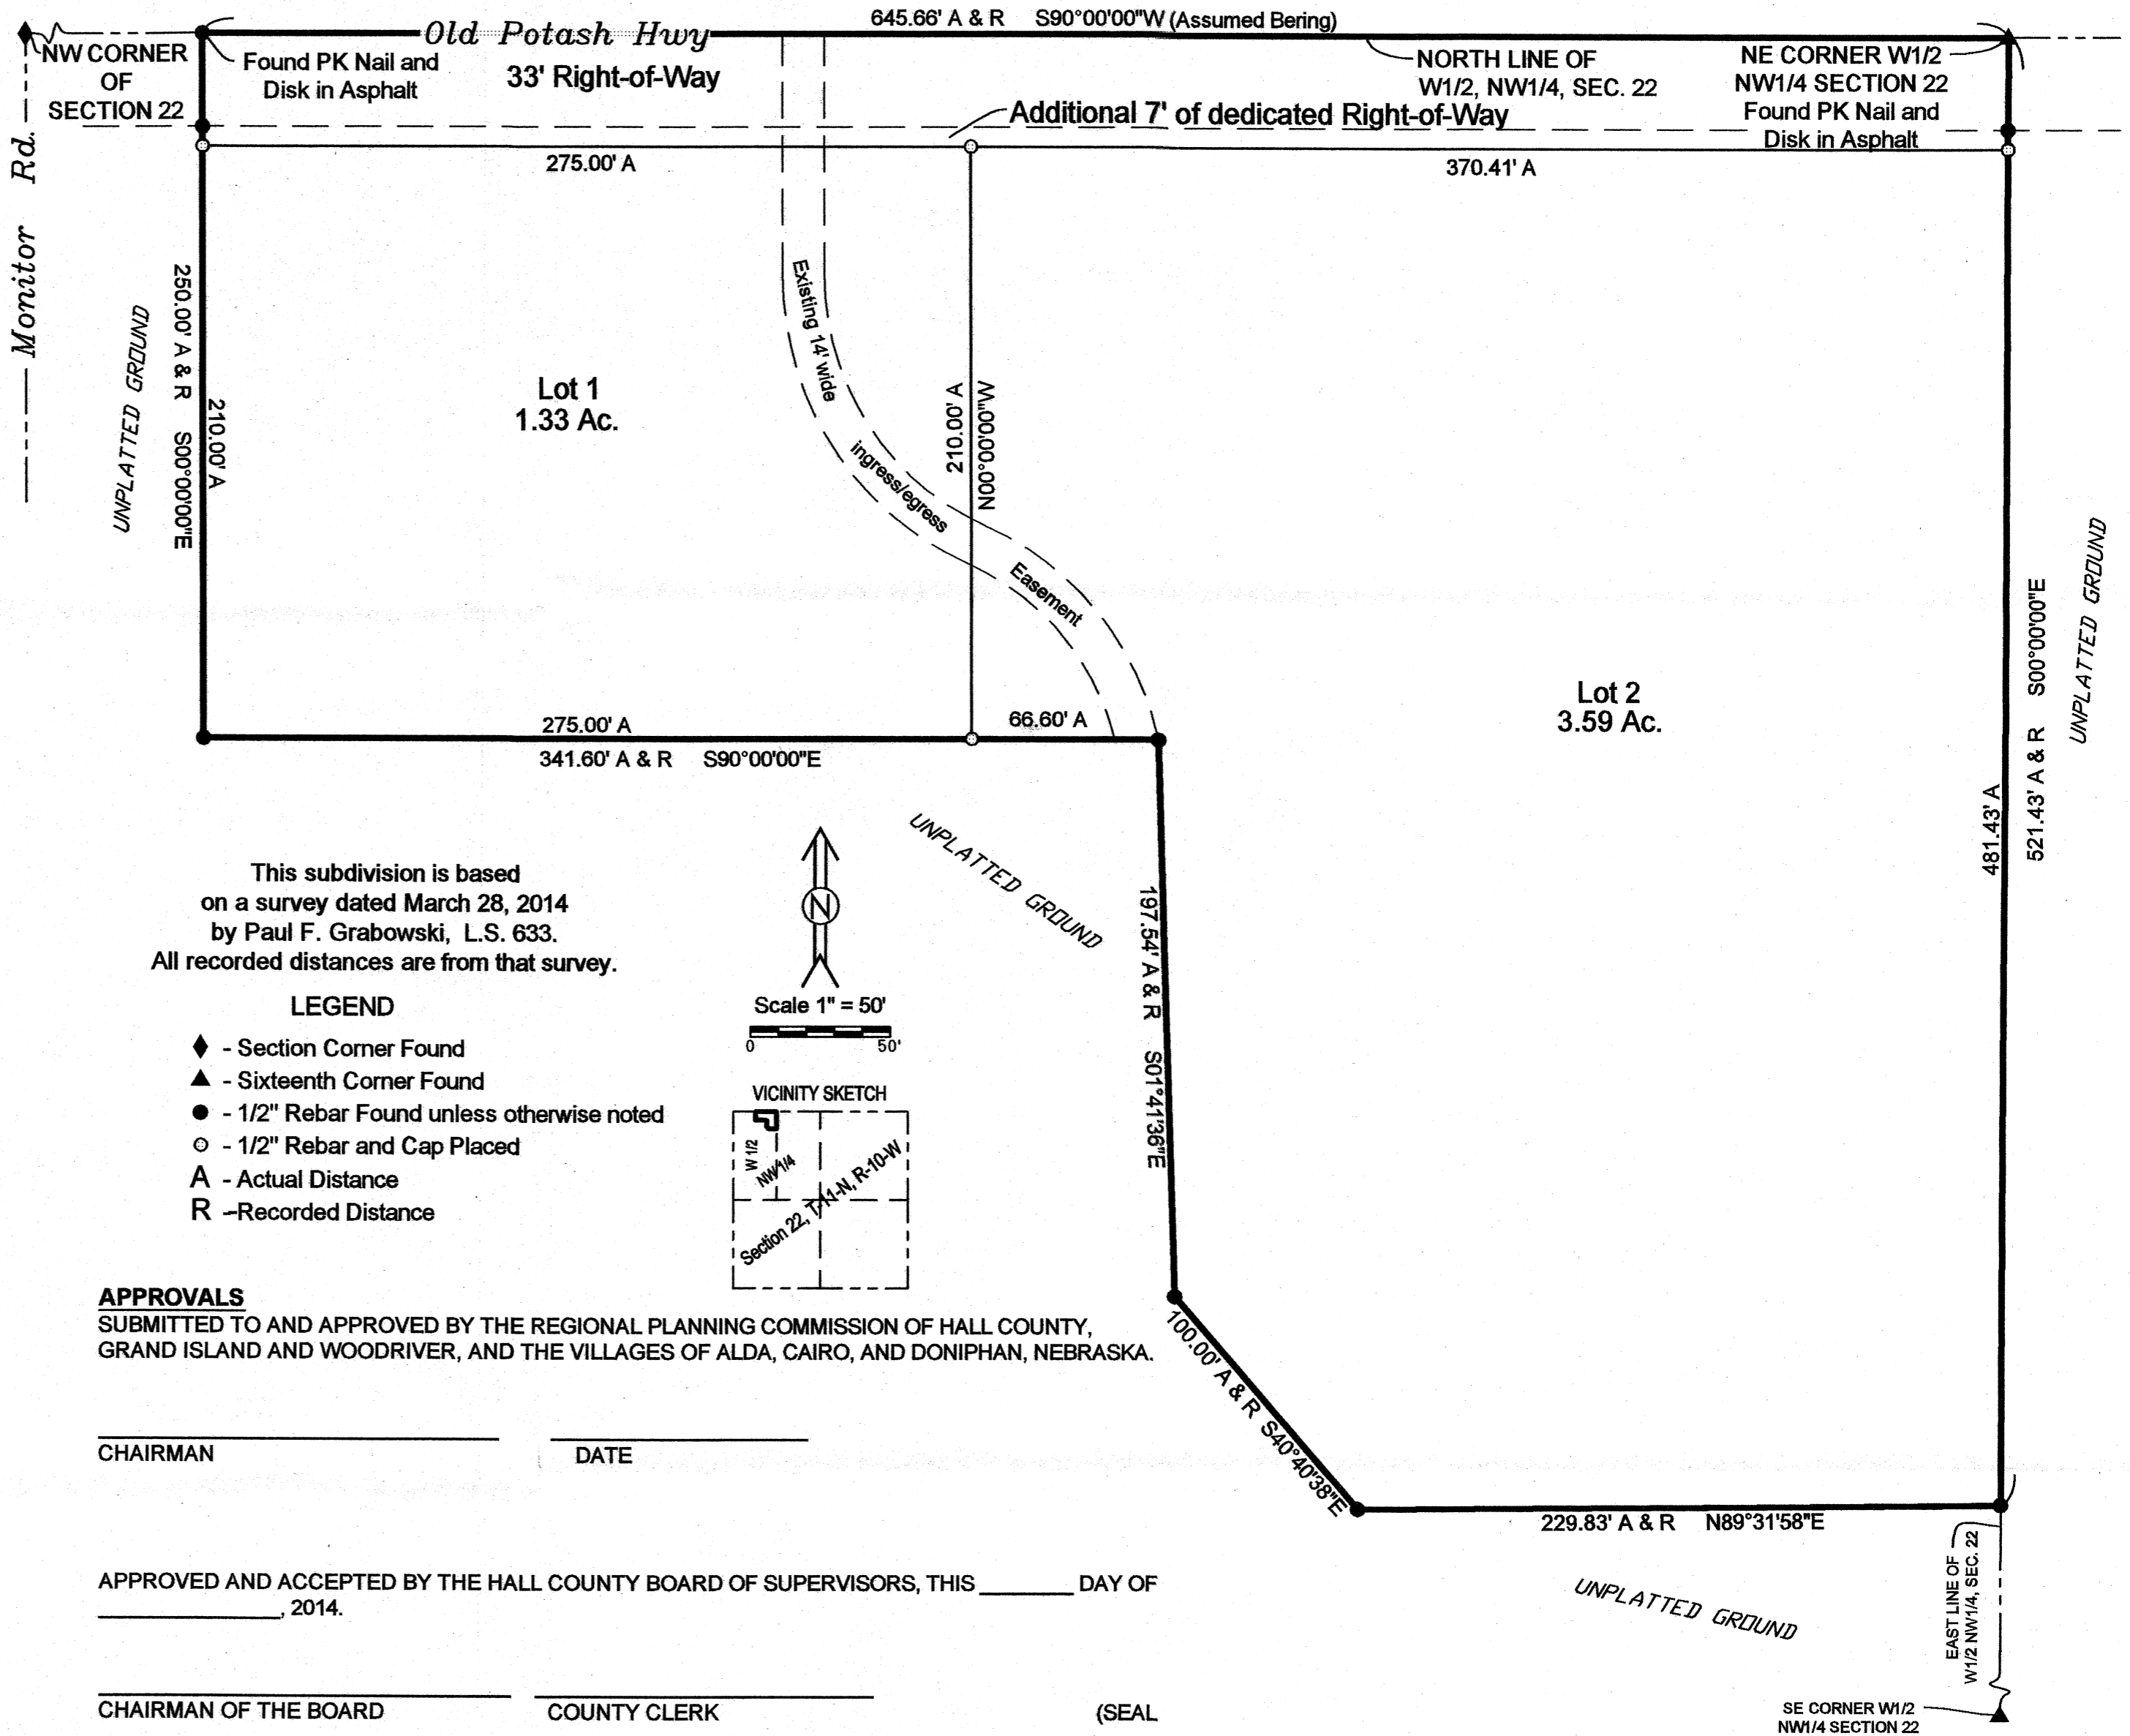 645.66' A & R S90°00'00"W (Assumed Bering)
Old Potash Hwy
33' Right-of-Way
NW CORNER
OF
SECTION 22
Found PK Nail and
Disk in Asphalt
NORTH LINE OF
W1/2, NW1/4, SEC. 22
NE CORNER W1/2
NW1/4 SECTION 22
Found PK Nail and
Disk in Asphalt
Additional 7' of dedicated Right-of-Way
Monitor Rd.
275.00' A
370.41' A
UNPLATTED GROUND
250.00' A & R S00°00'00"E
210.00' A
Lot 1
1.33 Ac.
Existing 14' wide
ingress/egress
Easement
210.00' A
N00°00'00"W
Lot 2
3.59 Ac.
481.43' A
521.43' A & R S00°00'00"E
UNPLATTED GROUND
275.00' A
66.60' A
341.60' A & R S90°00'00"E
UNPLATTED GROUND
197.54' A & R S01°41'36"E
100.00' A & R S40°40'38"E
229.83' A & R N89°31'58"E
UNPLATTED GROUND
EAST LINE OF
W1/2 NW1/4, SEC. 22
SE CORNER W1/2
NW1/4 SECTION 22
This subdivision is based
on a survey dated March 28, 2014
by Paul F. Grabowski, L.S. 633.
All recorded distances are from that survey.
LEGEND
- Section Corner Found
- Sixteenth Corner Found
- 1/2" Rebar Found unless otherwise noted
- 1/2" Rebar and Cap Placed
A - Actual Distance
R -Recorded Distance
N
Scale 1" = 50'
0 50'
VICINITY SKETCH
W 1/2
NW 1/4
Section 22, T-11-N, R-10-W
APPROVALS
SUBMITTED TO AND APPROVED BY THE REGIONAL PLANNING COMMISSION OF HALL COUNTY,
GRAND ISLAND AND WOODRIVER, AND THE VILLAGES OF ALDA, CAIRO, AND DONIPHAN, NEBRASKA.
CHAIRMAN DATE
APPROVED AND ACCEPTED BY THE HALL COUNTY BOARD OF SUPERVISORS, THIS ________ DAY OF
________________, 2014.
CHAIRMAN OF THE BOARD COUNTY CLERK (SEAL